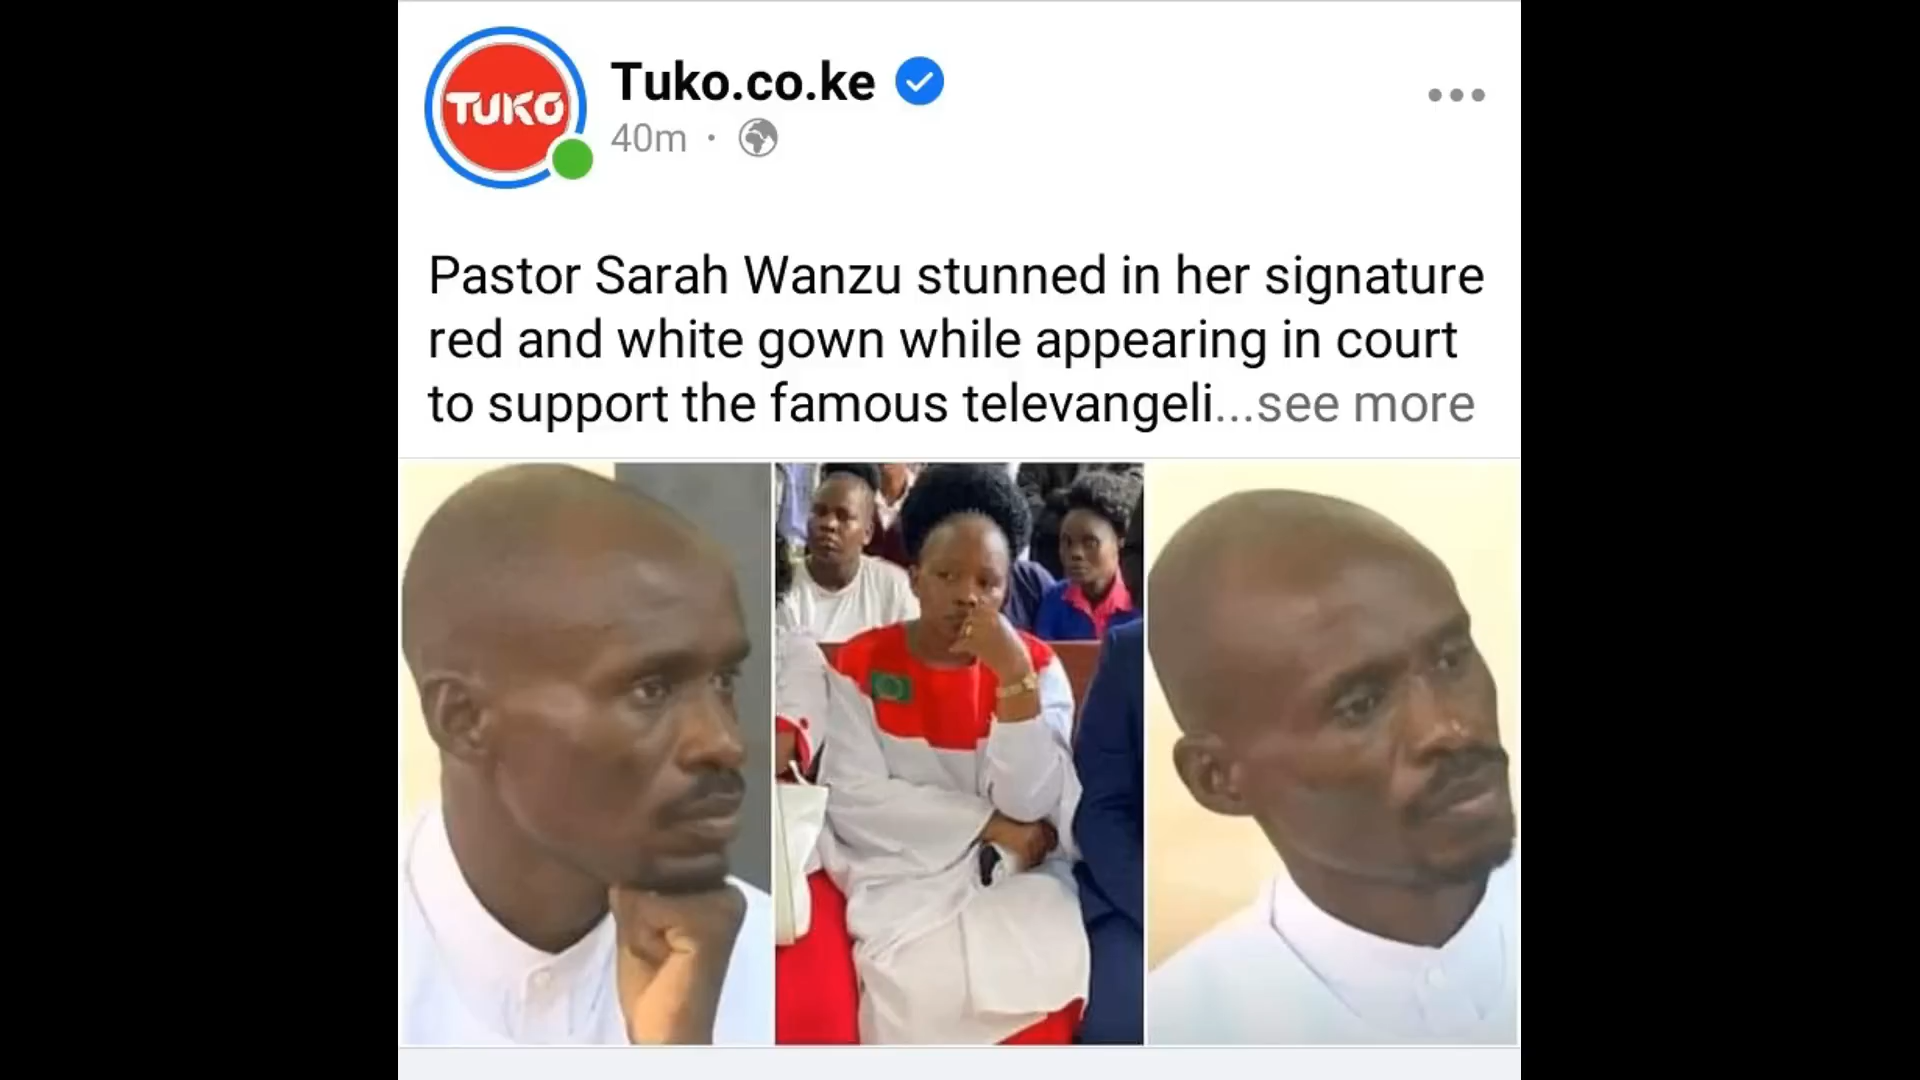 TUKO
Tuko.co.ke
40m ·
Pastor Sarah Wanzu stunned in her signature
red and white gown while appearing in court
to support the famous televangeli...see more